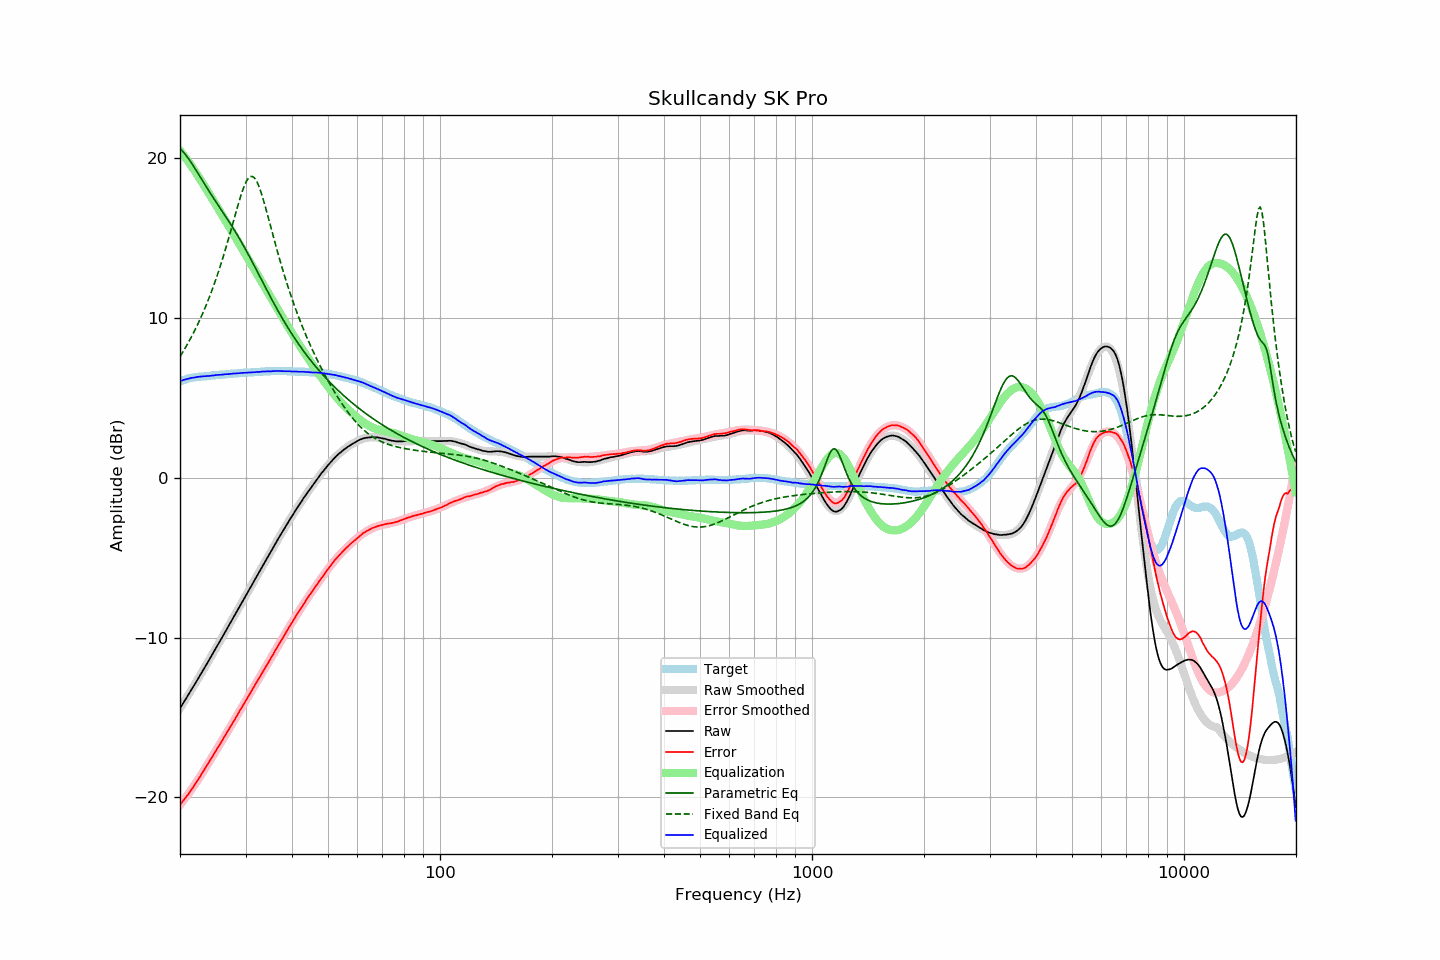 Skullcandy SK Pro
Amplitude (dBr)
20
10
0
−10
−20
100
1000
10000
Frequency (Hz)
Target
Raw Smoothed
Error Smoothed
Raw
Error
Equalization
Parametric Eq
Fixed Band Eq
Equalized